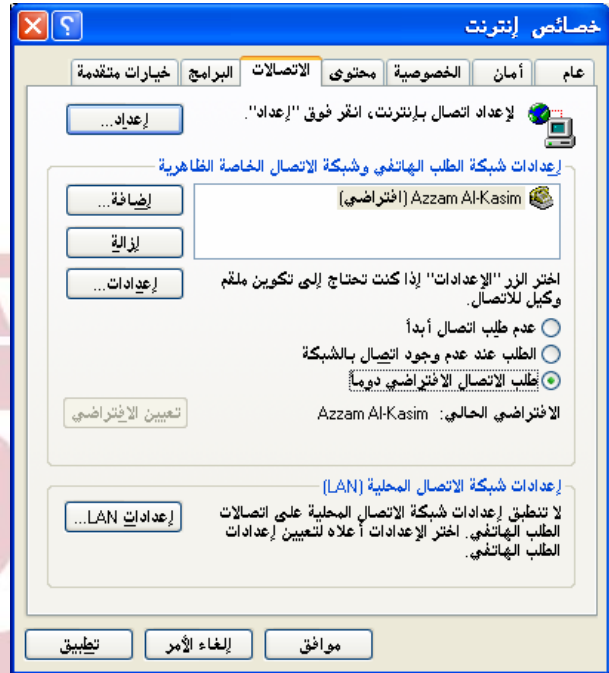 خصائص إنترنت
عام
أمان
الخصوصية
محتوى
الاتصالات
البرامج
خيارات متقدمة
لإعداد اتصال بإنترنت، انقر فوق "إعداد".
إعداد...
إعدادات شبكة الطلب الهاتفي وشبكة الاتصال الخاصة الظاهرية
Azzam Al-Kasim (افتراضي)
إضافة...
إزالة
اختر الزر "الإعدادات" إذا كنت تحتاج إلى تكوين ملقم
وكيل للاتصال.
إعدادات...
عدم طلب اتصال أبدأ
الطلب عند عدم وجود اتصال بالشبكة
طلب الاتصال الافتراضي دوماً
الافتراضي الحالي: Azzam Al-Kasim
تعيين الافتراضي
إعدادات شبكة الاتصال المحلية (LAN)
لا تنطبق إعدادات شبكة الاتصال المحلية على اتصالات
الطلب الهاتفي. اختر الإعدادات أعلاه لتعيين إعدادات
الطلب الهاتفي.
إعدادات LAN...
موافق
إلغاء الأمر
تطبيق